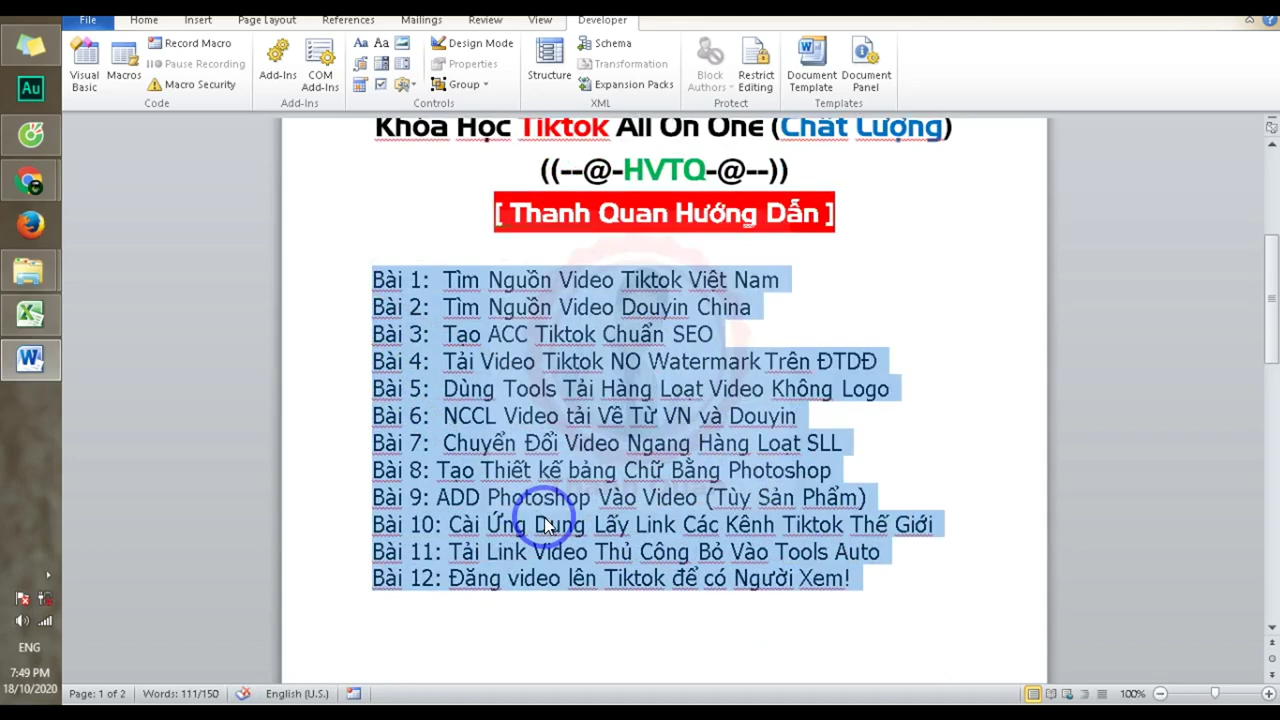 File Home Insert Page Layout References Mailings Review View Developer
Visual Basic
Macros
Record Macro
Pause Recording
Macro Security
Code
Add-Ins
COM Add-Ins
Add-Ins
Design Mode
Properties
Group
Controls
Structure
Schema
Transformation
Expansion Packs
XML
Block Authors
Restrict Editing
Protect
Document Template
Document Panel
Templates
Khóa Học Tiktok All On One (Chất Lượng)
((--@-HVTQ-@--))
[ Thanh Quan Hướng Dẫn ]
Bài 1: Tìm Nguồn Video Tiktok Việt Nam
Bài 2: Tìm Nguồn Video Douyin China
Bài 3: Tạo ACC Tiktok Chuẩn SEO
Bài 4: Tải Video Tiktok NO Watermark Trên ĐTDĐ
Bài 5: Dùng Tools Tải Hàng Loạt Video Không Logo
Bài 6: NCCL Video tải Về Từ VN và Douyin
Bài 7: Chuyển Đổi Video Ngang Hàng Loạt SLL
Bài 8: Tạo Thiết kế bảng Chữ Bằng Photoshop
Bài 9: ADD Photoshop Vào Video (Tùy Sản Phẩm)
Bài 10: Cài Ứng Dụng Lấy Link Các Kênh Tiktok Thế Giới
Bài 11: Tải Link Video Thủ Công Bỏ Vào Tools Auto
Bài 12: Đăng video lên Tiktok để có Người Xem!
Au
ENG
7:49 PM
18/10/2020
Page: 1 of 2 Words: 111/150 English (U.S.) 100%